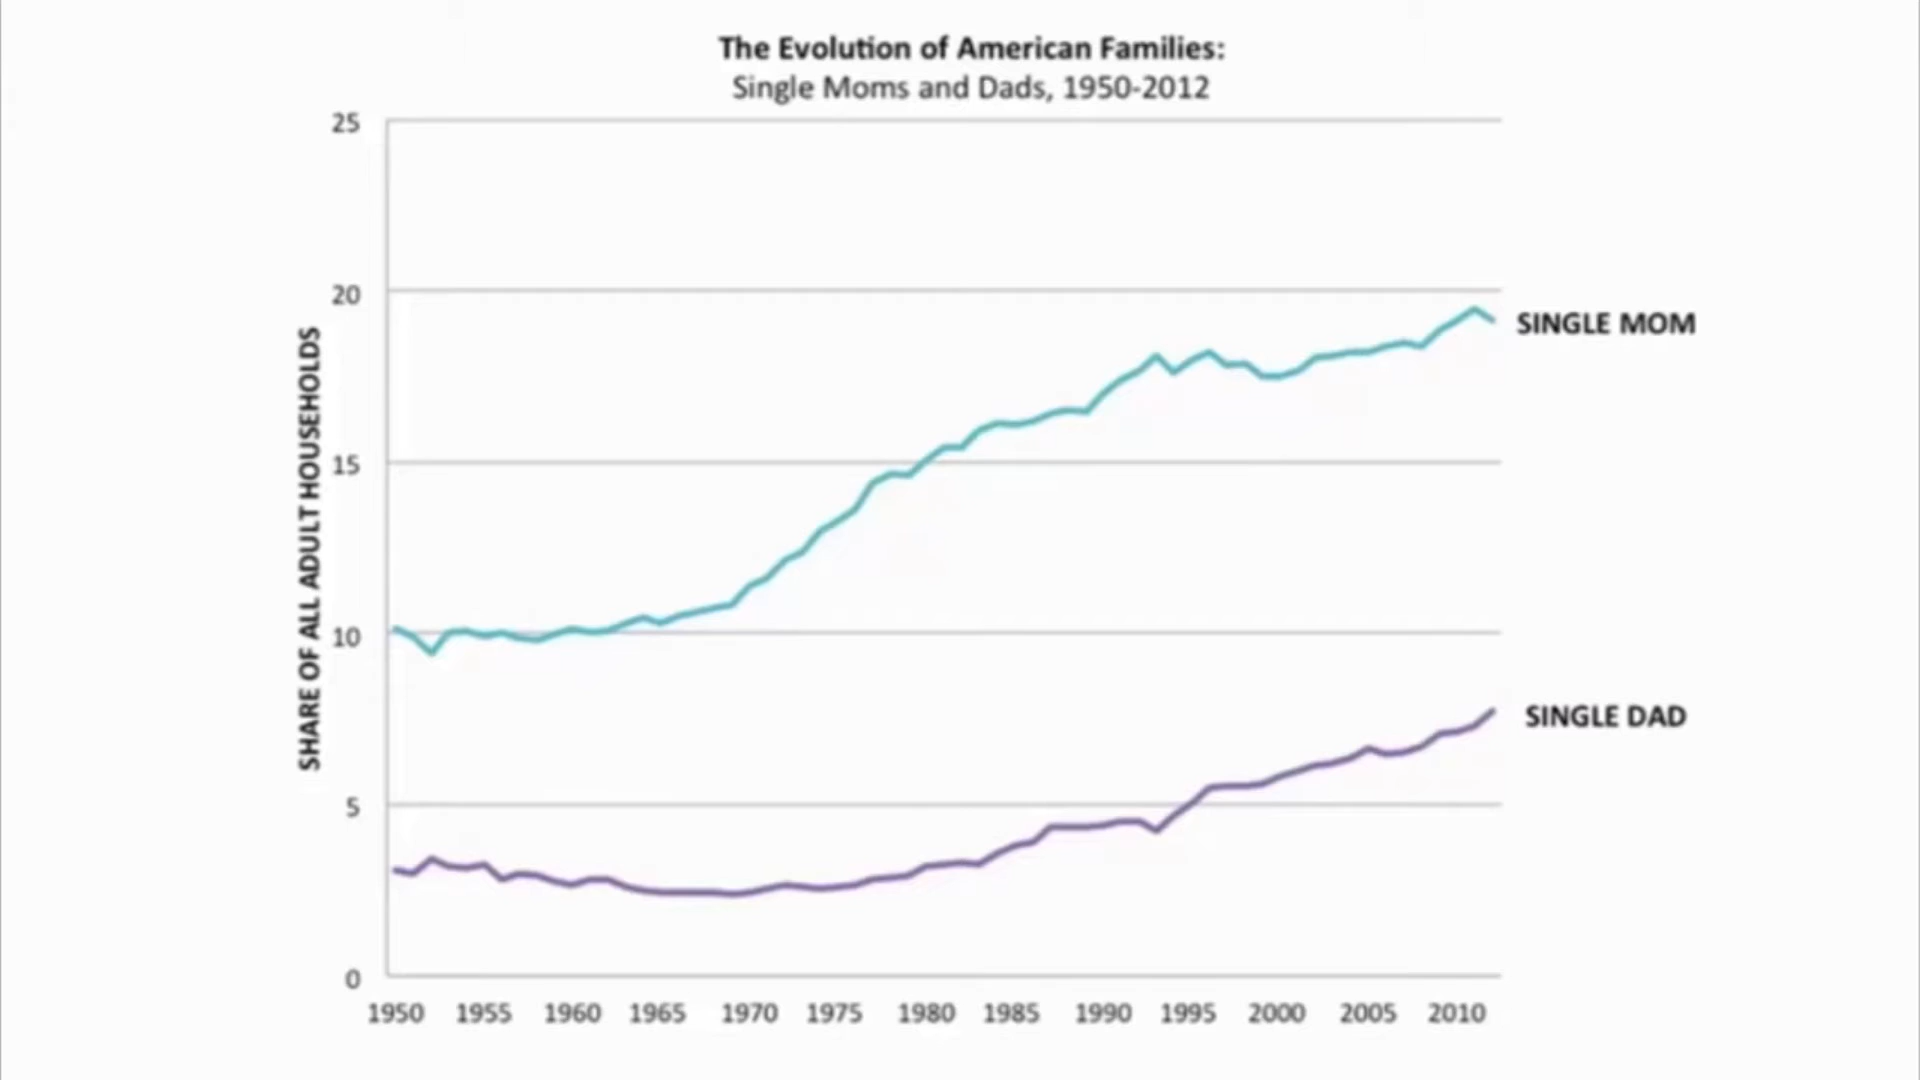 The Evolution of American Families:
Single Moms and Dads, 1950-2012
SHARE OF ALL ADULT HOUSEHOLDS
25
20
15
10
5
0
SINGLE MOM
SINGLE DAD
1950 1955 1960 1965 1970 1975 1980 1985 1990 1995 2000 2005 2010